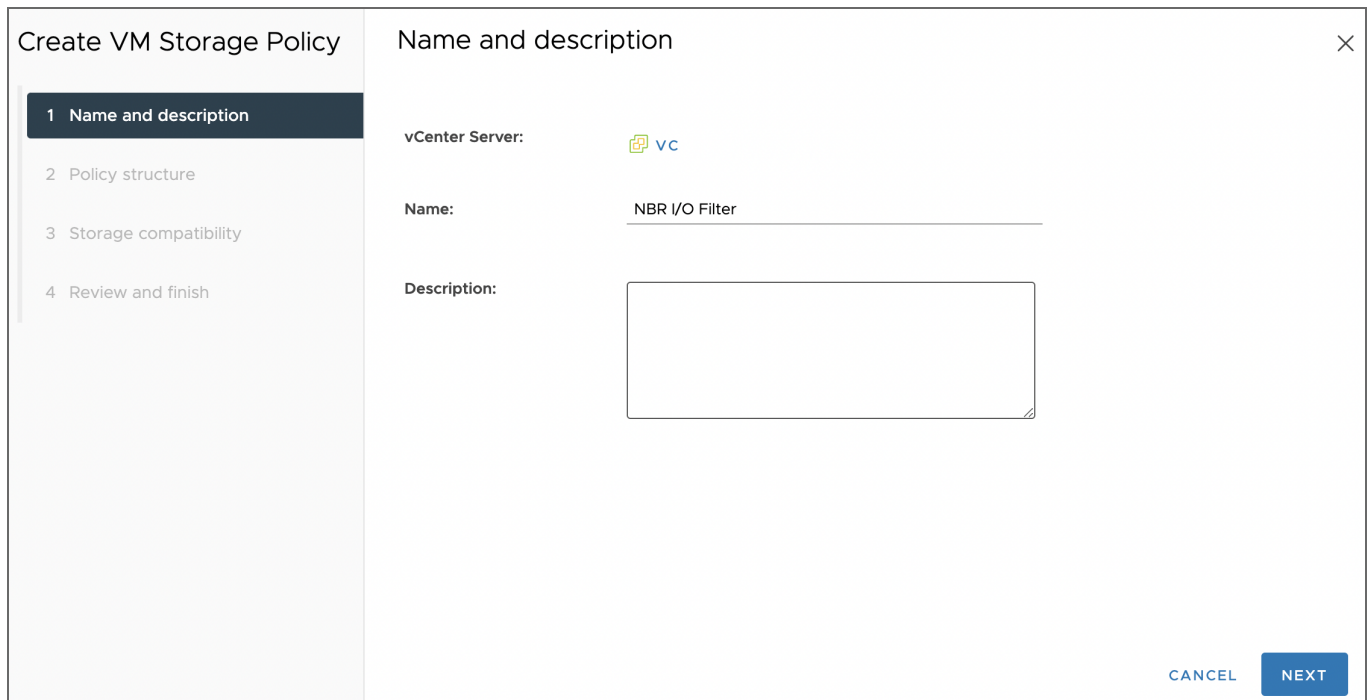 Create VM Storage Policy
1 Name and description
2 Policy structure
3 Storage compatibility
4 Review and finish
Name and description
vCenter Server:
VC
Name:
NBR I/O Filter
Description:
CANCEL
NEXT